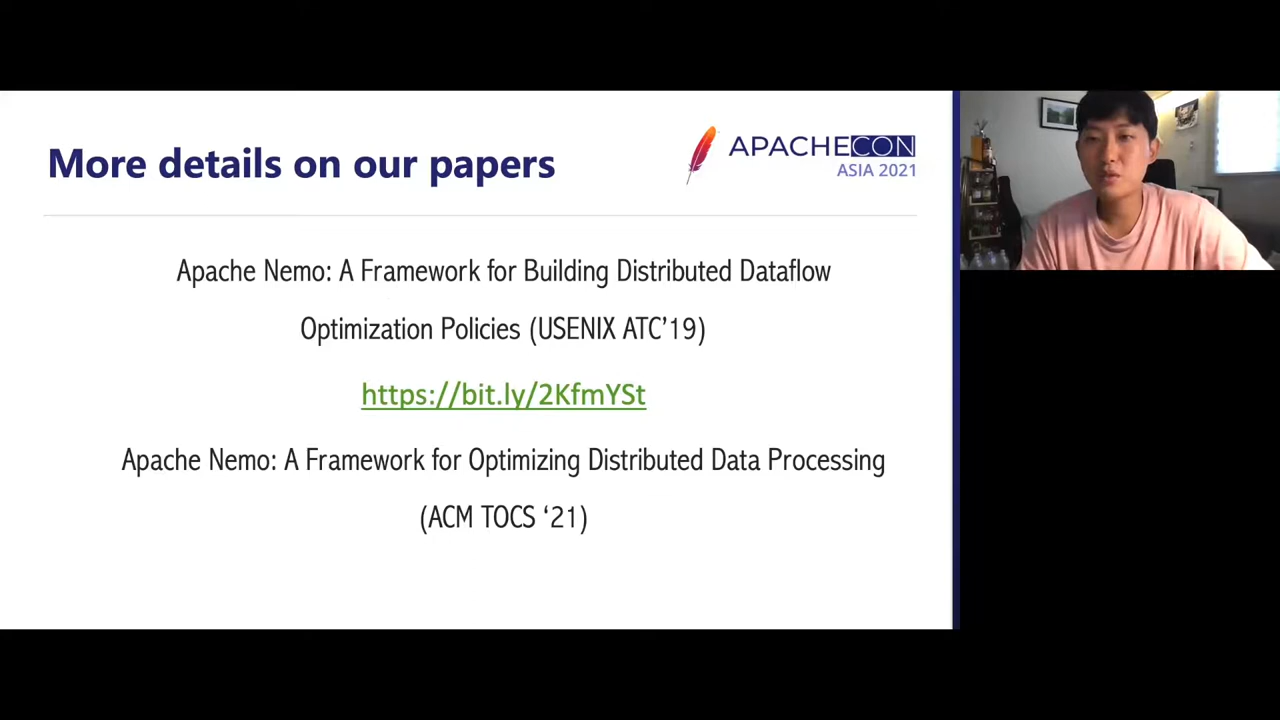 More details on our papers
APACHECON
ASIA 2021
Apache Nemo: A Framework for Building Distributed Dataflow
Optimization Policies (USENIX ATC’19)
https://bit.ly/2KfmYSt
Apache Nemo: A Framework for Optimizing Distributed Data Processing
(ACM TOCS ‘21)